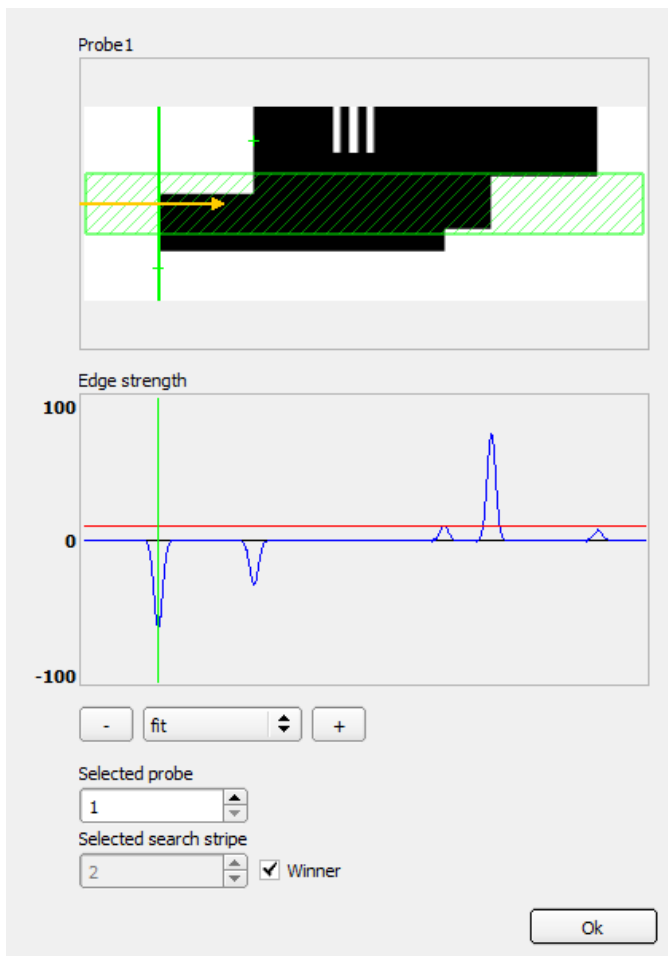 Probe1
Edge strength
100
0
-100
- fit +
Selected probe
1
Selected search stripe
2 Winner
Ok